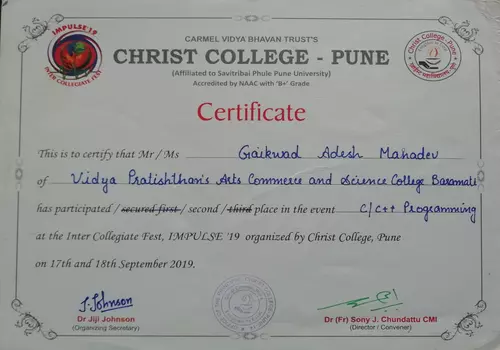 IMPULSE'19
INTER COLLEGIATE FEST
CARMEL VIDYA BHAVAN TRUST'S
CHRIST COLLEGE - PUNE
(Affiliated to Savitribai Phule Pune University)
Accredited by NAAC with 'B+' Grade
Christ College - Pune
Certificate
This is to certify that Mr / Ms Gaikwad Adesh Mahadev
of Vidya Pratishthan's Arts Commerce and Science College Baramati
has participated / secured first / second / third place in the event C/C++ Programming
at the Inter Collegiate Fest, IMPULSE '19 organized by Christ College, Pune
on 17th and 18th September 2019.
J. Johnson
Dr Jiji Johnson
(Organizing Secretary)
Dr (Fr) Sony J. Chundattu CMI
(Director / Convener)